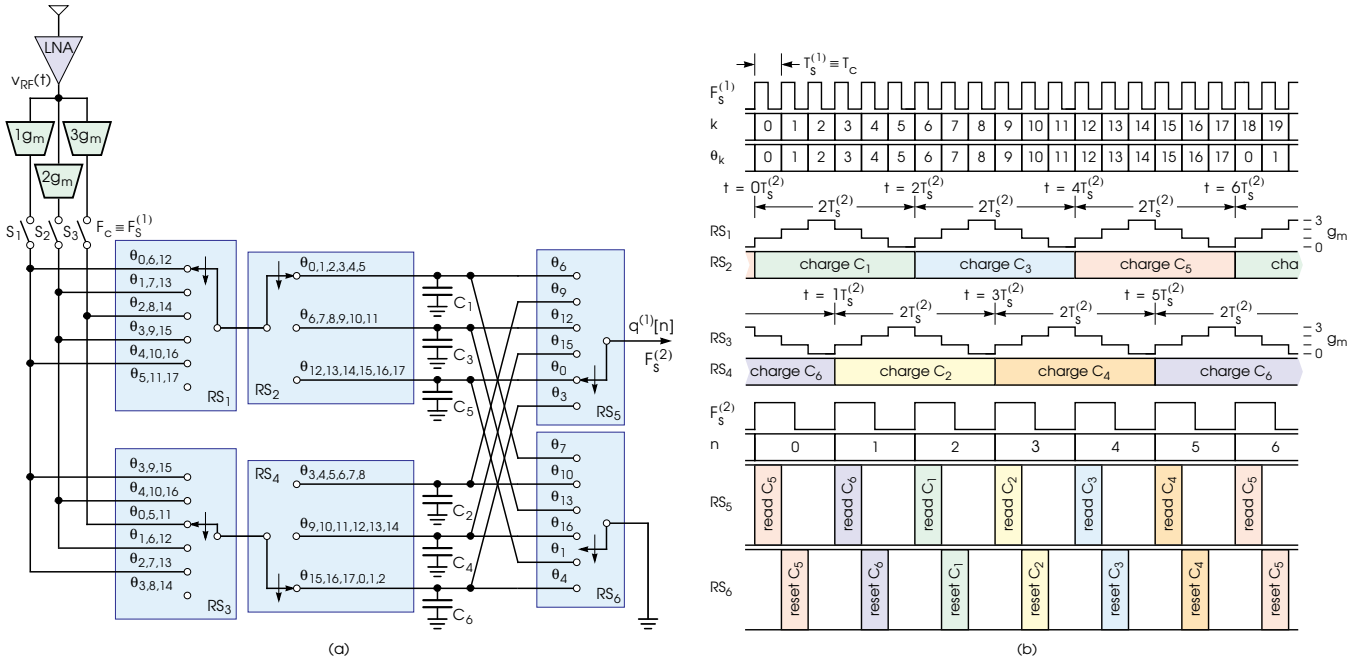 LNA
v_RF(t)
1g_m
3g_m
2g_m
S_1
S_2
S_3
F_c ≡ F_s^(1)
θ_0,6,12
θ_1,7,13
θ_2,8,14
θ_3,9,15
θ_4,10,16
θ_5,11,17
RS_1
θ_0,1,2,3,4,5
θ_6,7,8,9,10,11
θ_12,13,14,15,16,17
RS_2
C_1
C_3
C_5
θ_6
θ_9
θ_12
θ_15
θ_0
θ_3
RS_5
q^(1)[n]
F_s^(2)
θ_3,9,15
θ_4,10,16
θ_0,5,11
θ_1,6,12
θ_2,7,13
θ_3,8,14
RS_3
RS_4
θ_3,4,5,6,7,8
θ_9,10,11,12,13,14
θ_15,16,17,0,1,2
C_2
C_4
C_6
θ_7
θ_10
θ_13
θ_16
θ_1
θ_4
RS_6
(a)
T_s^(1) ≡ T_c
F_s^(1)
k 0 1 2 3 4 5 6 7 8 9 10 11 12 13 14 15 16 17 18 19
θ_k 0 1 2 3 4 5 6 7 8 9 10 11 12 13 14 15 16 17 0 1
t = 0T_s^(2) t = 2T_s^(2) t = 4T_s^(2) t = 6T_s^(2)
2T_s^(2) 2T_s^(2) 2T_s^(2)
RS_1 3 g_m 0
RS_2 charge C_1 charge C_3 charge C_5 cha
t = 1T_s^(2) t = 3T_s^(2) t = 5T_s^(2)
2T_s^(2) 2T_s^(2) 2T_s^(2)
RS_3 3 g_m 0
RS_4 charge C_6 charge C_2 charge C_4 charge C_6
F_s^(2)
n 0 1 2 3 4 5 6
RS_5 read C_5 read C_6 read C_1 read C_2 read C_3 read C_4 read C_5
RS_6 reset C_5 reset C_6 reset C_1 reset C_2 reset C_3 reset C_4 reset C_5
(b)